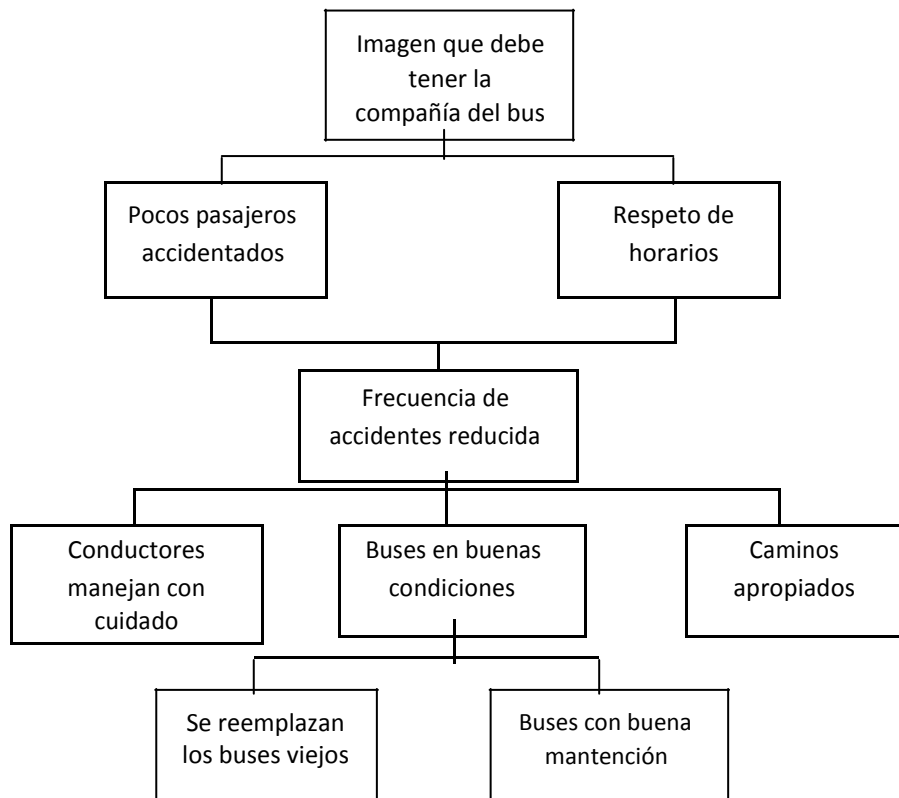 Imagen que debe
tener la
compañía del bus
Pocos pasajeros
accidentados
Respeto de
horarios
Frecuencia de
accidentes reducida
Conductores
manejan con
cuidado
Buses en buenas
condiciones
Caminos
apropiados
Se reemplazan
los buses viejos
Buses con buena
mantención